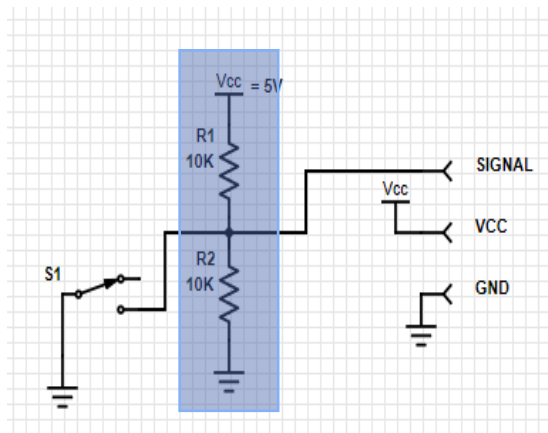 Vcc = 5V
R1
10K
SIGNAL
Vcc
VCC
R2
10K
S1
GND